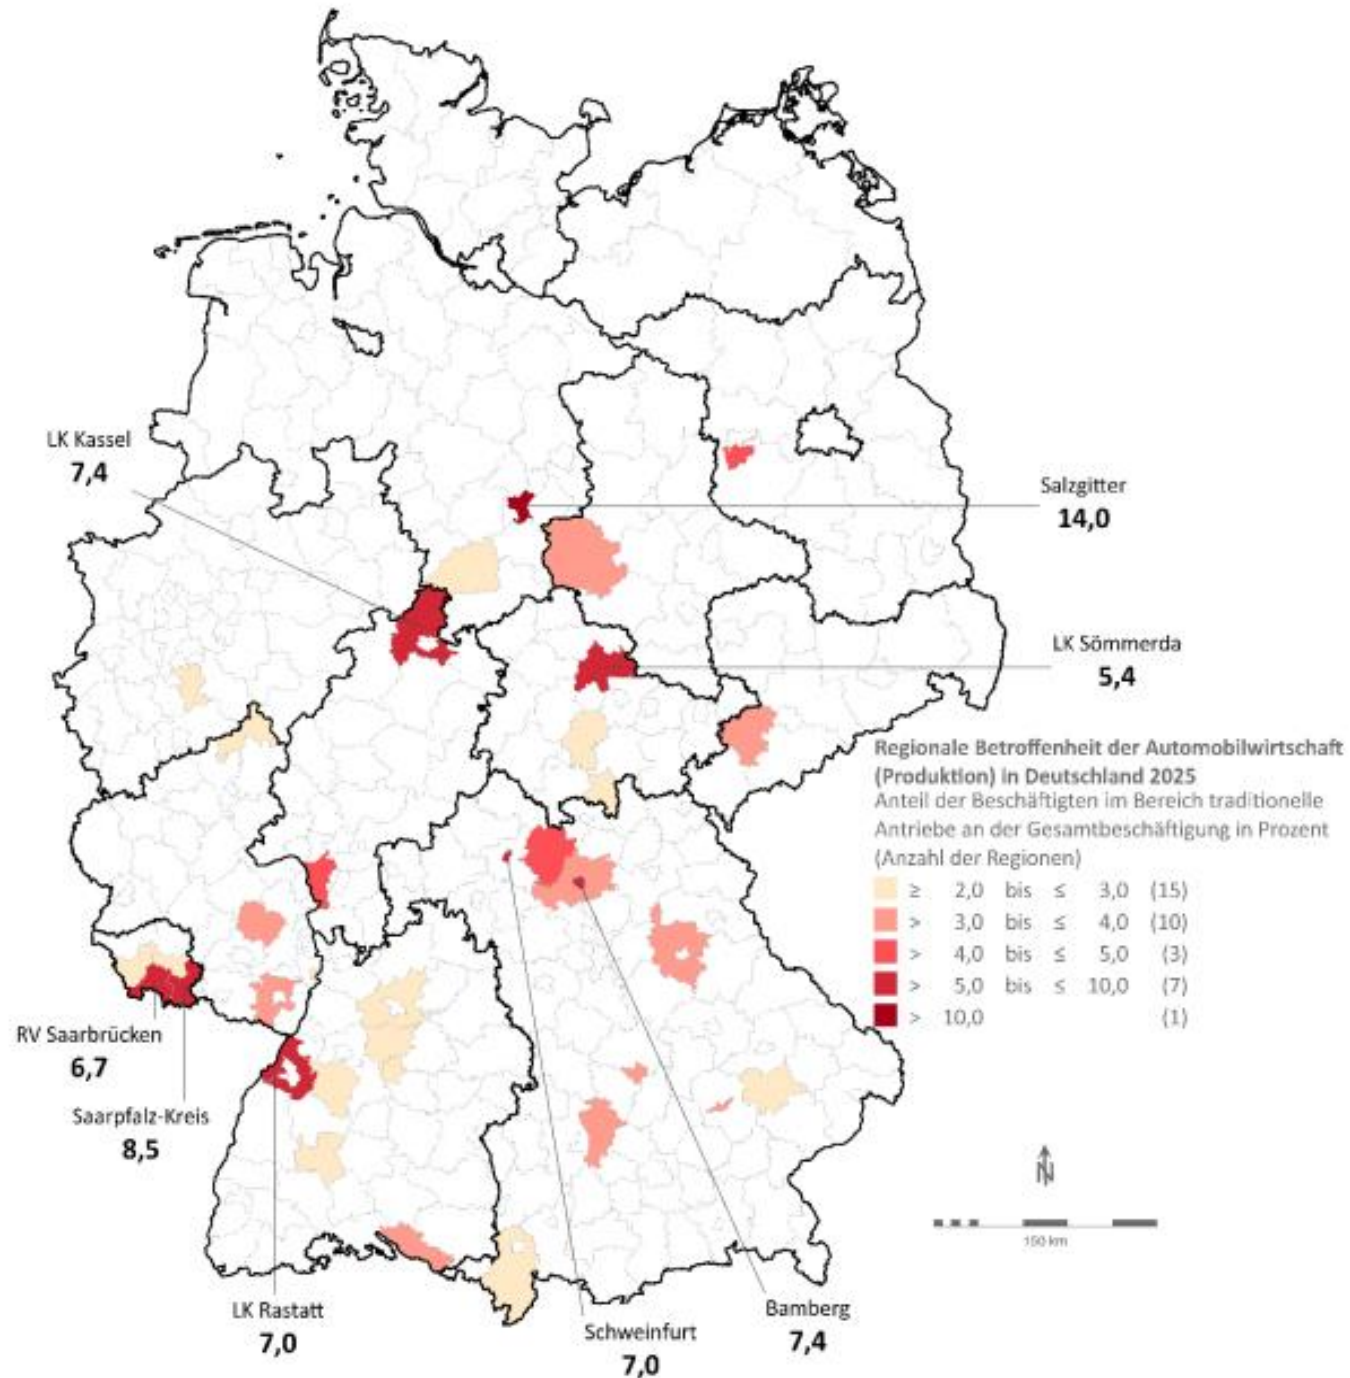 LK Kassel
7,4
Salzgitter
14,0
LK Sömmerda
5,4
Regionale Betroffenheit der Automobilwirtschaft
(Produktion) in Deutschland 2025
Anteil der Beschäftigten im Bereich traditionelle
Antriebe an der Gesamtbeschäftigung in Prozent
(Anzahl der Regionen)
≥ 2,0 bis ≤ 3,0 (15)
> 3,0 bis ≤ 4,0 (10)
> 4,0 bis ≤ 5,0 (3)
> 5,0 bis ≤ 10,0 (7)
> 10,0 (1)
RV Saarbrücken
6,7
Saarpfalz-Kreis
8,5
N
150 km
LK Rastatt
7,0
Schweinfurt
7,0
Bamberg
7,4